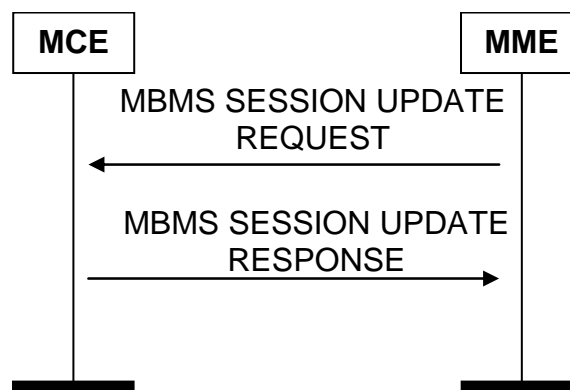 MCE
MME
MBMS SESSION UPDATE
REQUEST
MBMS SESSION UPDATE
RESPONSE